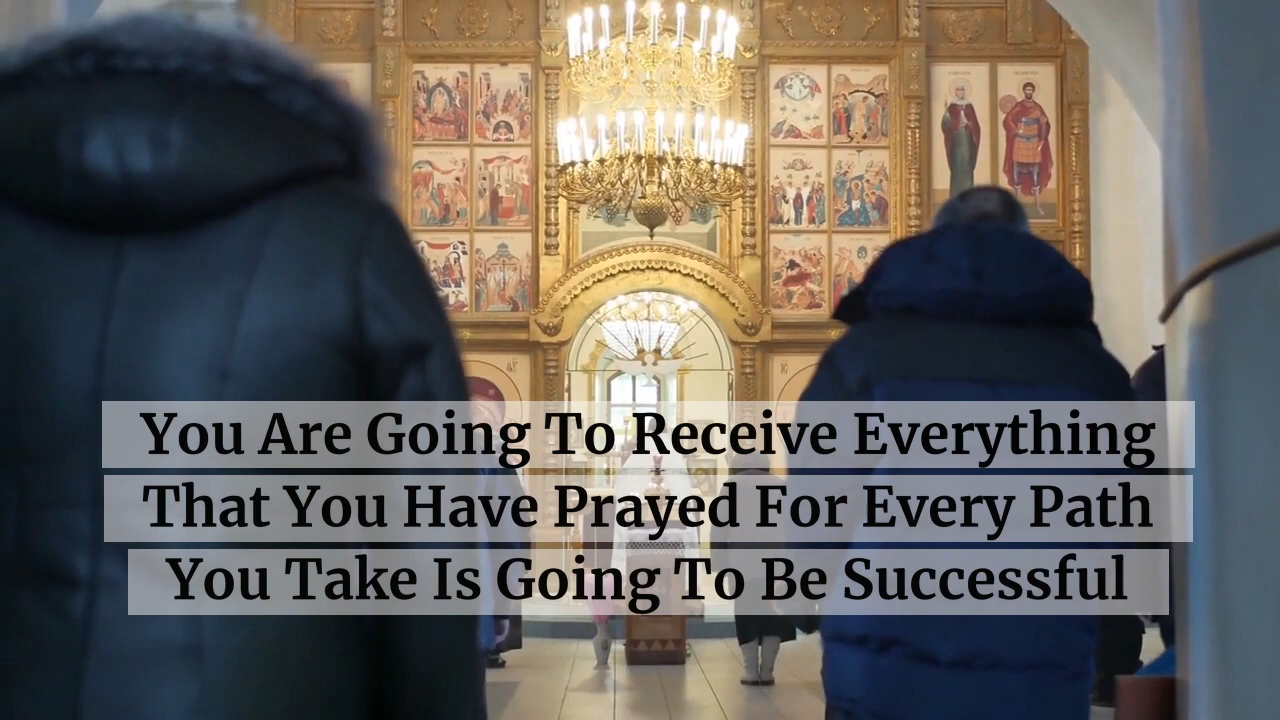 You Are Going To Receive Everything
That You Have Prayed For Every Path
You Take Is Going To Be Successful